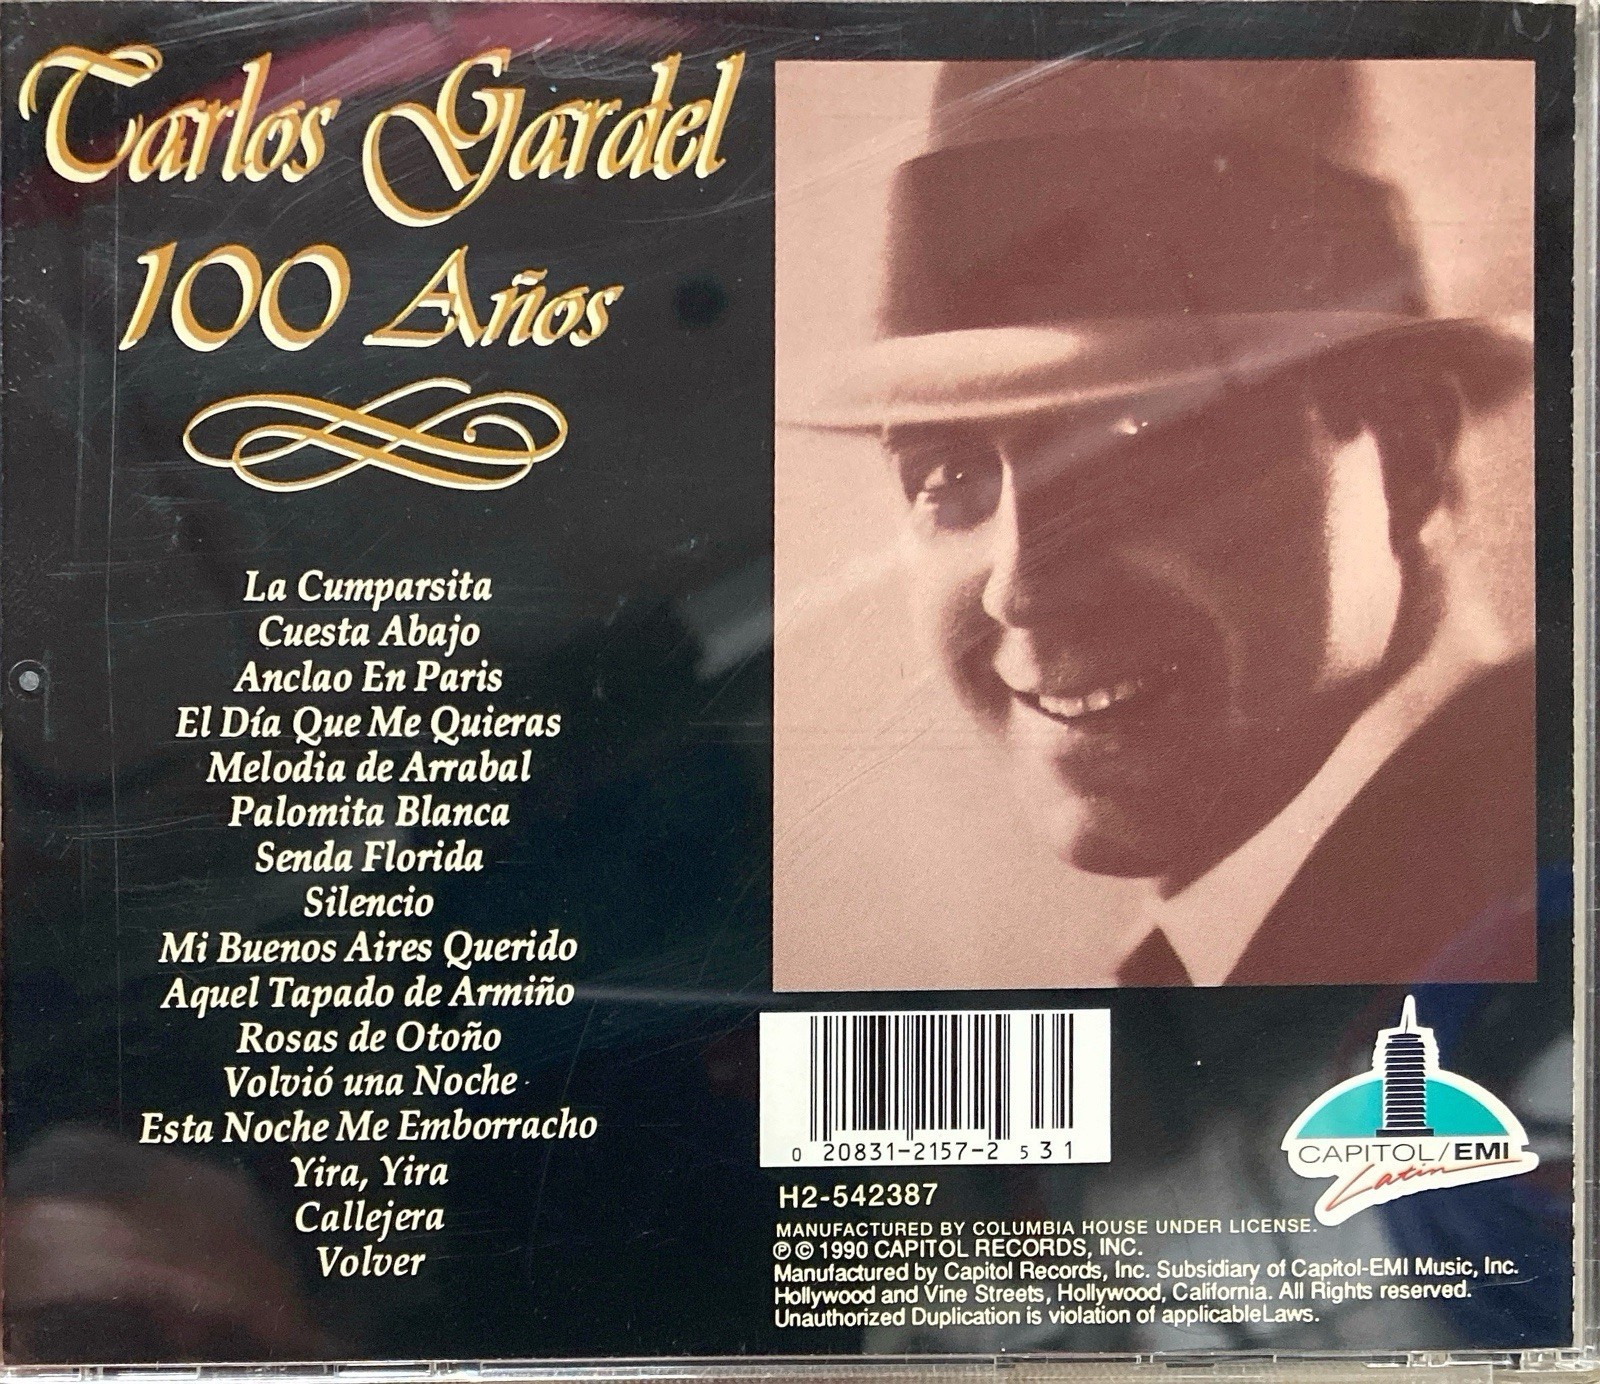 Carlos Gardel
100 Años
La Cumparsita
Cuesta Abajo
Anclao En Paris
El Día Que Me Quieras
Melodia de Arrabal
Palomita Blanca
Senda Florida
Silencio
Mi Buenos Aires Querido
Aquel Tapado de Armiño
Rosas de Otoño
Volvió una Noche
Esta Noche Me Emborracho
Yira, Yira
Callejera
Volver
0 20831-2157-2 531
CAPITOL/EMI
Latin
H2-542387
MANUFACTURED BY COLUMBIA HOUSE UNDER LICENSE.
℗ © 1990 CAPITOL RECORDS, INC.
Manufactured by Capitol Records, Inc. Subsidiary of Capitol-EMI Music, Inc.
Hollywood and Vine Streets, Hollywood, California. All Rights reserved.
Unauthorized Duplication is violation of applicableLaws.